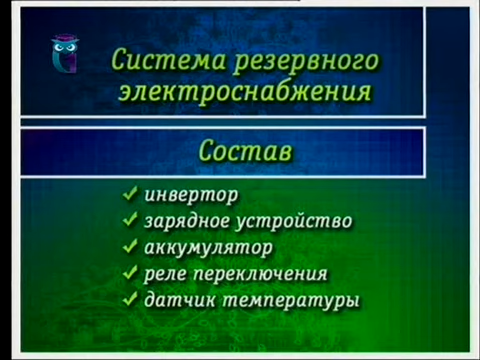 Система резервного
электроснабжения
Состав
инвертор
зарядное устройство
аккумулятор
реле переключения
датчик температуры